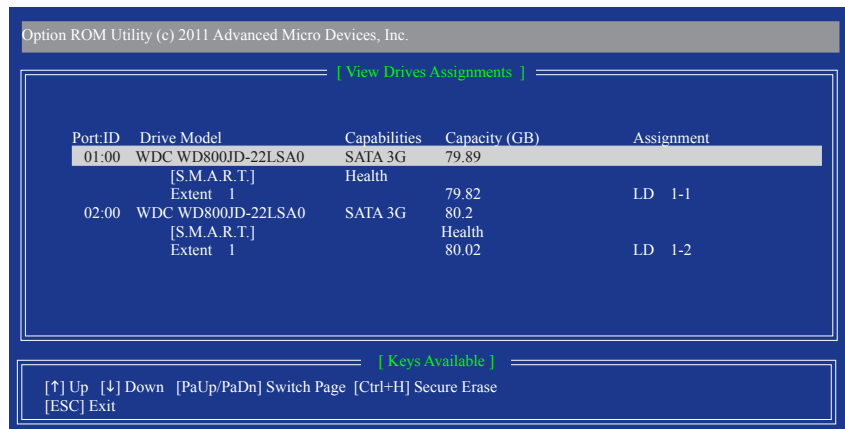 Option ROM Utility (c) 2011 Advanced Micro Devices, Inc.
[ View Drives Assignments ]
Port:ID Drive Model Capabilities Capacity (GB) Assignment
01:00 WDC WD800JD-22LSA0 SATA 3G 79.89
[S.M.A.R.T.] Health
Extent 1 79.82 LD 1-1
02:00 WDC WD800JD-22LSA0 SATA 3G 80.2
[S.M.A.R.T.] Health
Extent 1 80.02 LD 1-2
[ Keys Available ]
[↑] Up [↓] Down [PaUp/PaDn] Switch Page [Ctrl+H] Secure Erase
[ESC] Exit